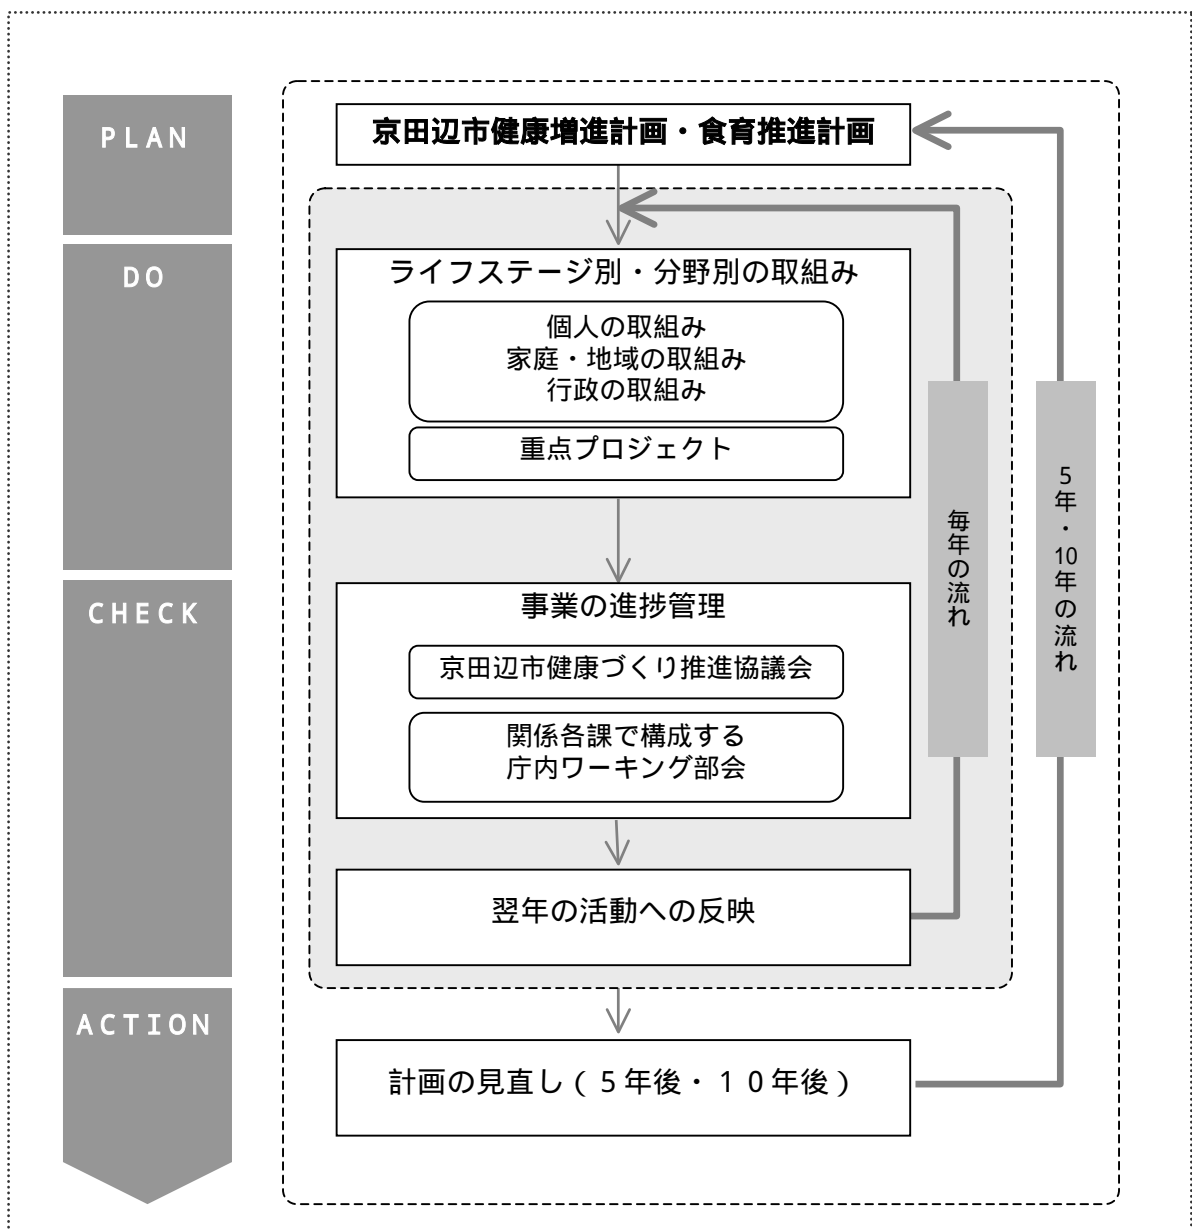 PLAN
京田辺市健康増進計画・食育推進計画
DO
ライフステージ別・分野別の取組み
個人の取組み
家庭・地域の取組み
行政の取組み
重点プロジェクト
CHECK
事業の進捗管理
京田辺市健康づくり推進協議会
関係各課で構成する
庁内ワーキング部会
翌年の活動への反映
毎年の流れ
5年・10年の流れ
ACTION
計画の見直し(5年後・10年後)